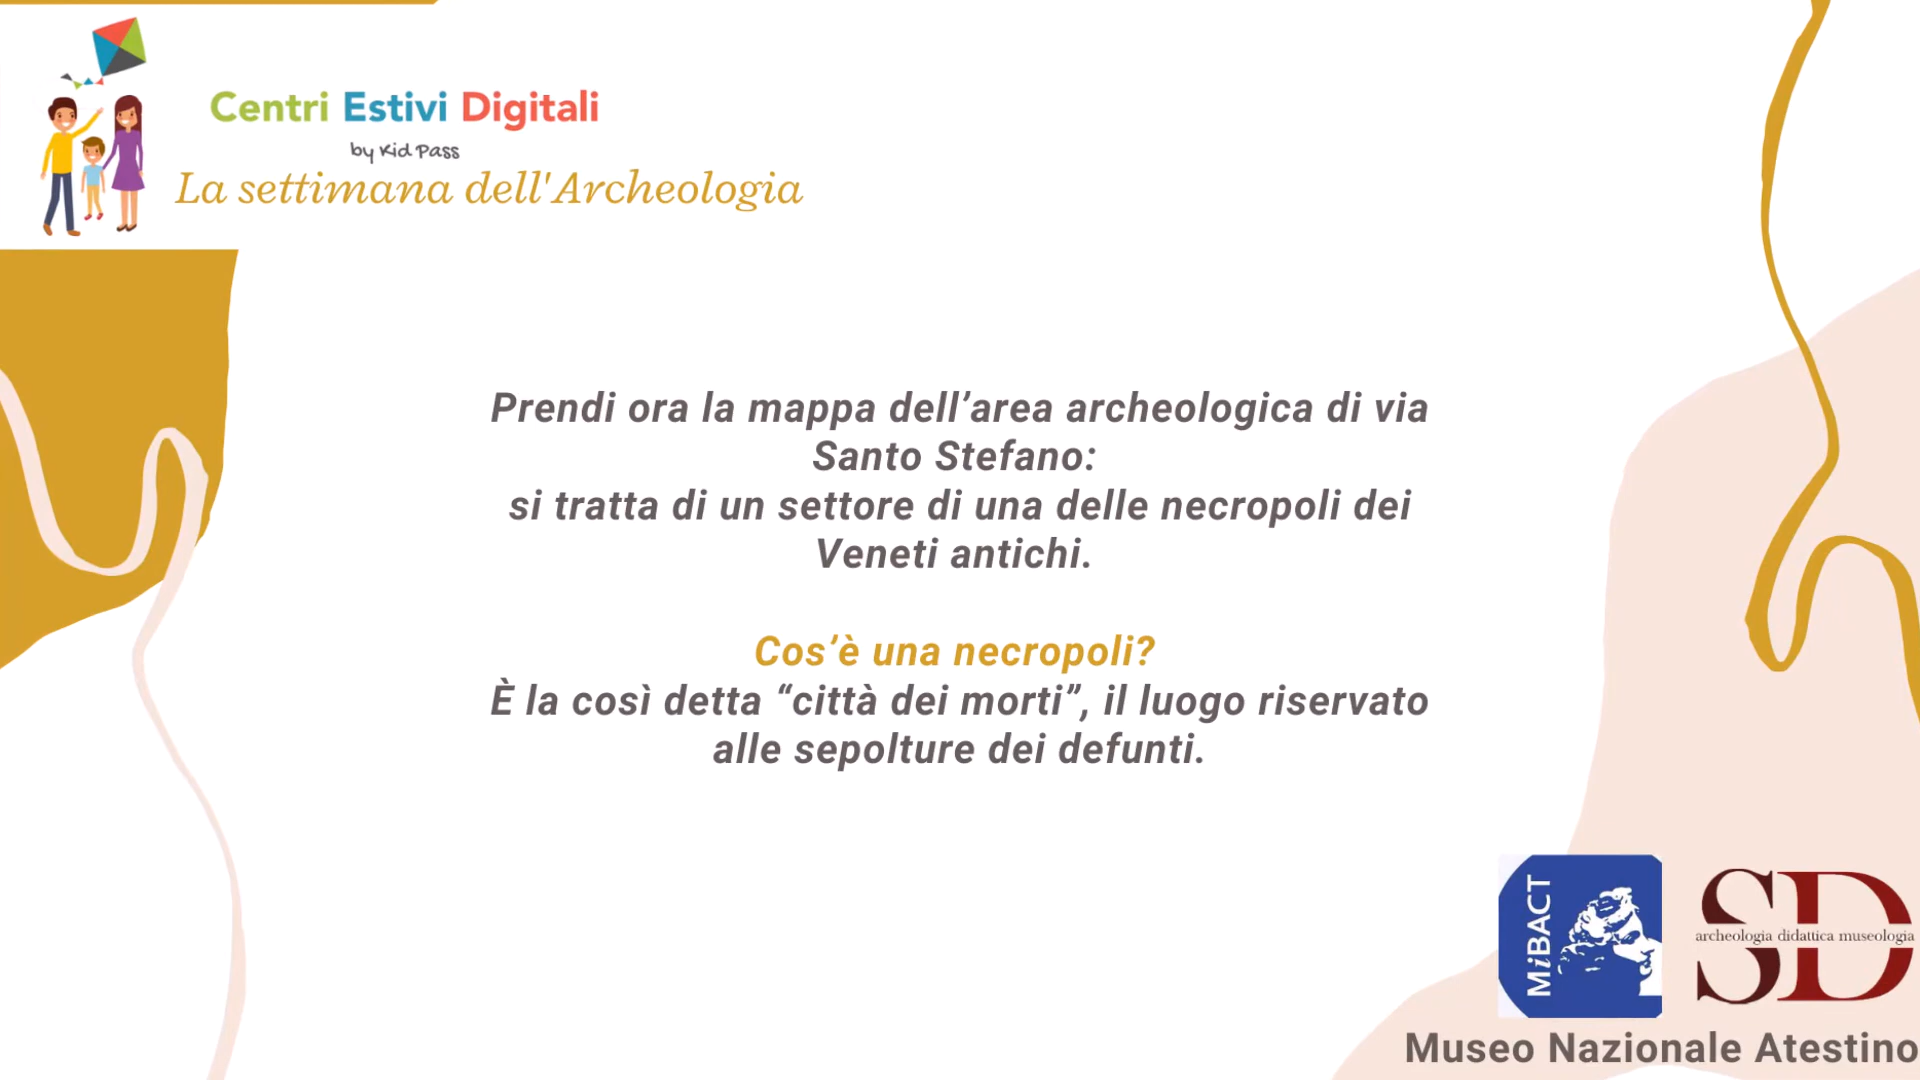 Centri Estivi Digitali
by Kid Pass
La settimana dell'Archeologia
Prendi ora la mappa dell’area archeologica di via
Santo Stefano:
si tratta di un settore di una delle necropoli dei
Veneti antichi.
Cos’è una necropoli?
È la così detta “città dei morti”, il luogo riservato
alle sepolture dei defunti.
MiBACT
SD
archeologia didattica museologia
Museo Nazionale Atestino